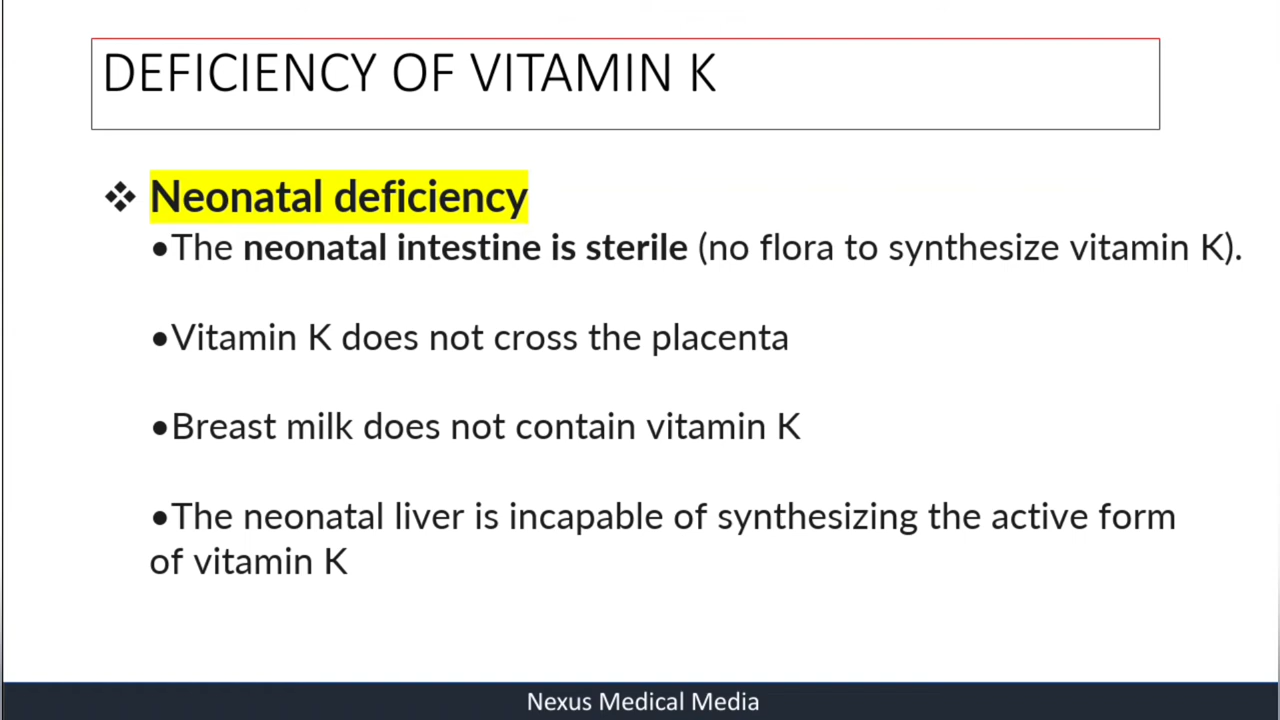 DEFICIENCY OF VITAMIN K
❖ Neonatal deficiency
•The neonatal intestine is sterile (no flora to synthesize vitamin K).
•Vitamin K does not cross the placenta
•Breast milk does not contain vitamin K
•The neonatal liver is incapable of synthesizing the active form
of vitamin K
Nexus Medical Media